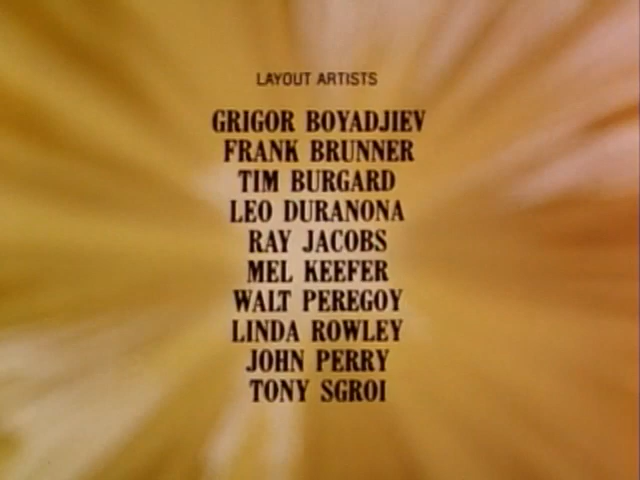 LAYOUT ARTISTS
GRIGOR BOYADJIEV
FRANK BRUNNER
TIM BURGARD
LEO DURANONA
RAY JACOBS
MEL KEEFER
WALT PEREGOY
LINDA ROWLEY
JOHN PERRY
TONY SGROI